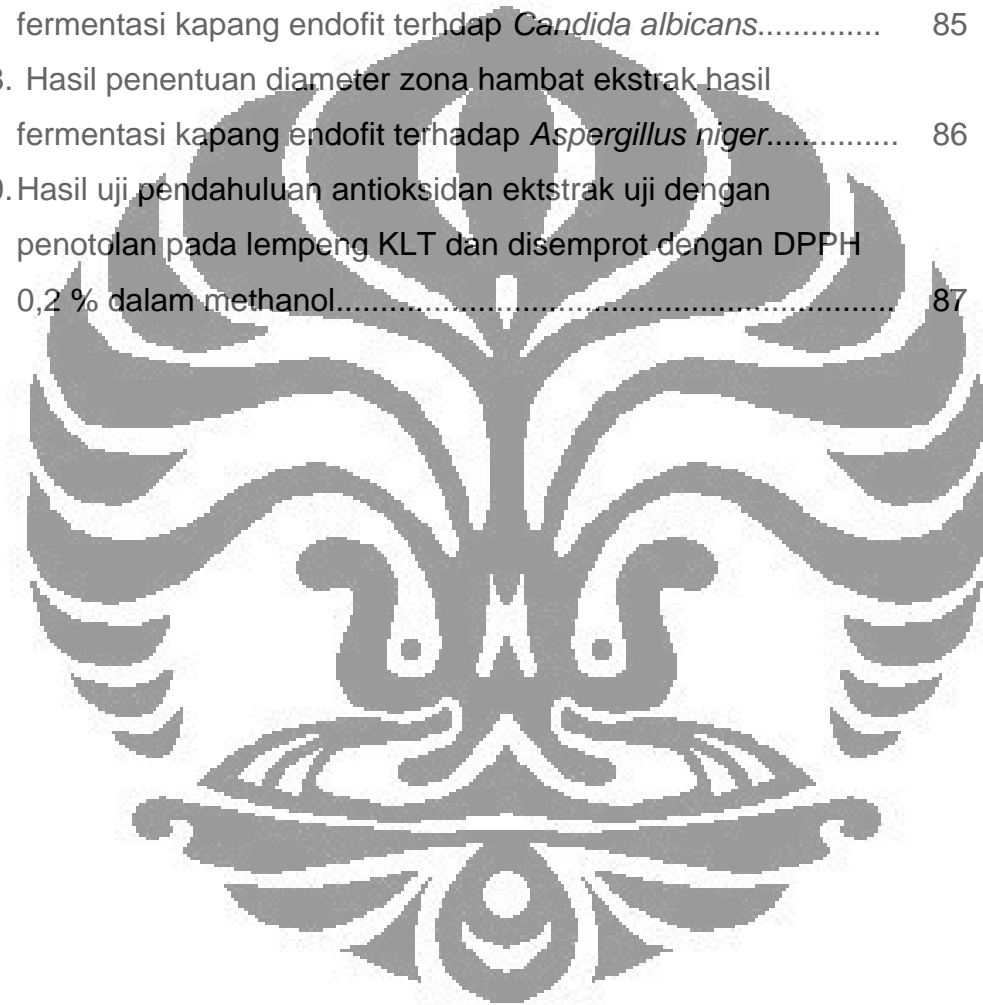 fermentasi kapang endofit terhdap Candida albicans.............. 85
. Hasil penentuan diameter zona hambat ekstrak hasil
fermentasi kapang endofit terhadap Aspergillus niger............... 86
. Hasil uji pendahuluan antioksidan ektstrak uji dengan
penotolan pada lempeng KLT dan disemprot dengan DPPH
0,2 % dalam methanol................................................................ 87